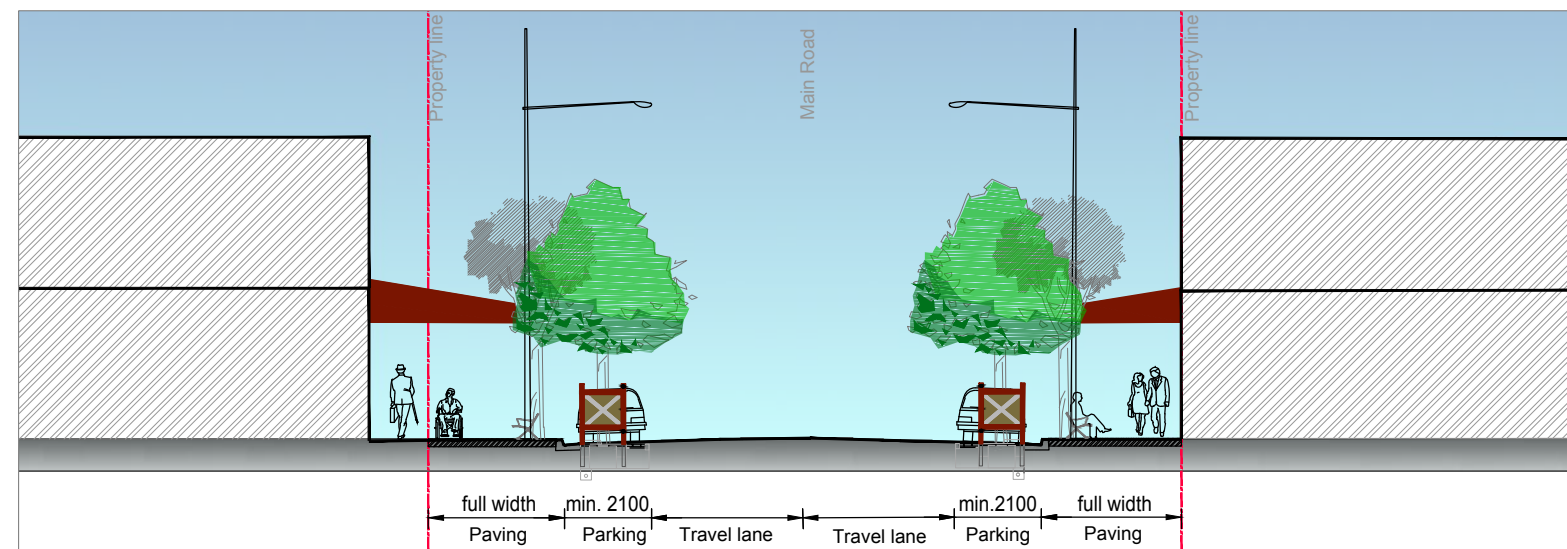 Property line
Main Road
Property line
full width
min. 2100
min.2100
full width
Paving
Parking
Travel lane
Travel lane
Parking
Paving